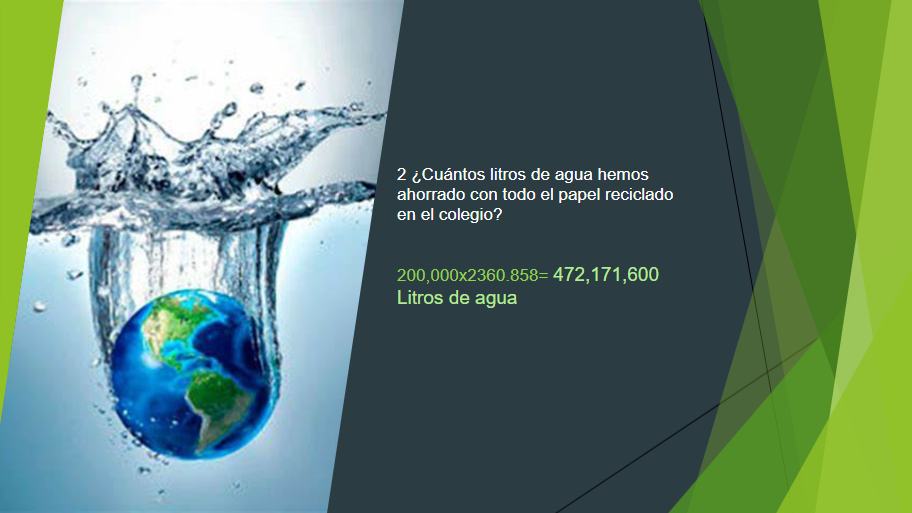 2 ¿Cuántos litros de agua hemos
ahorrado con todo el papel reciclado
en el colegio?
200,000x2360.858= 472,171,600
Litros de agua